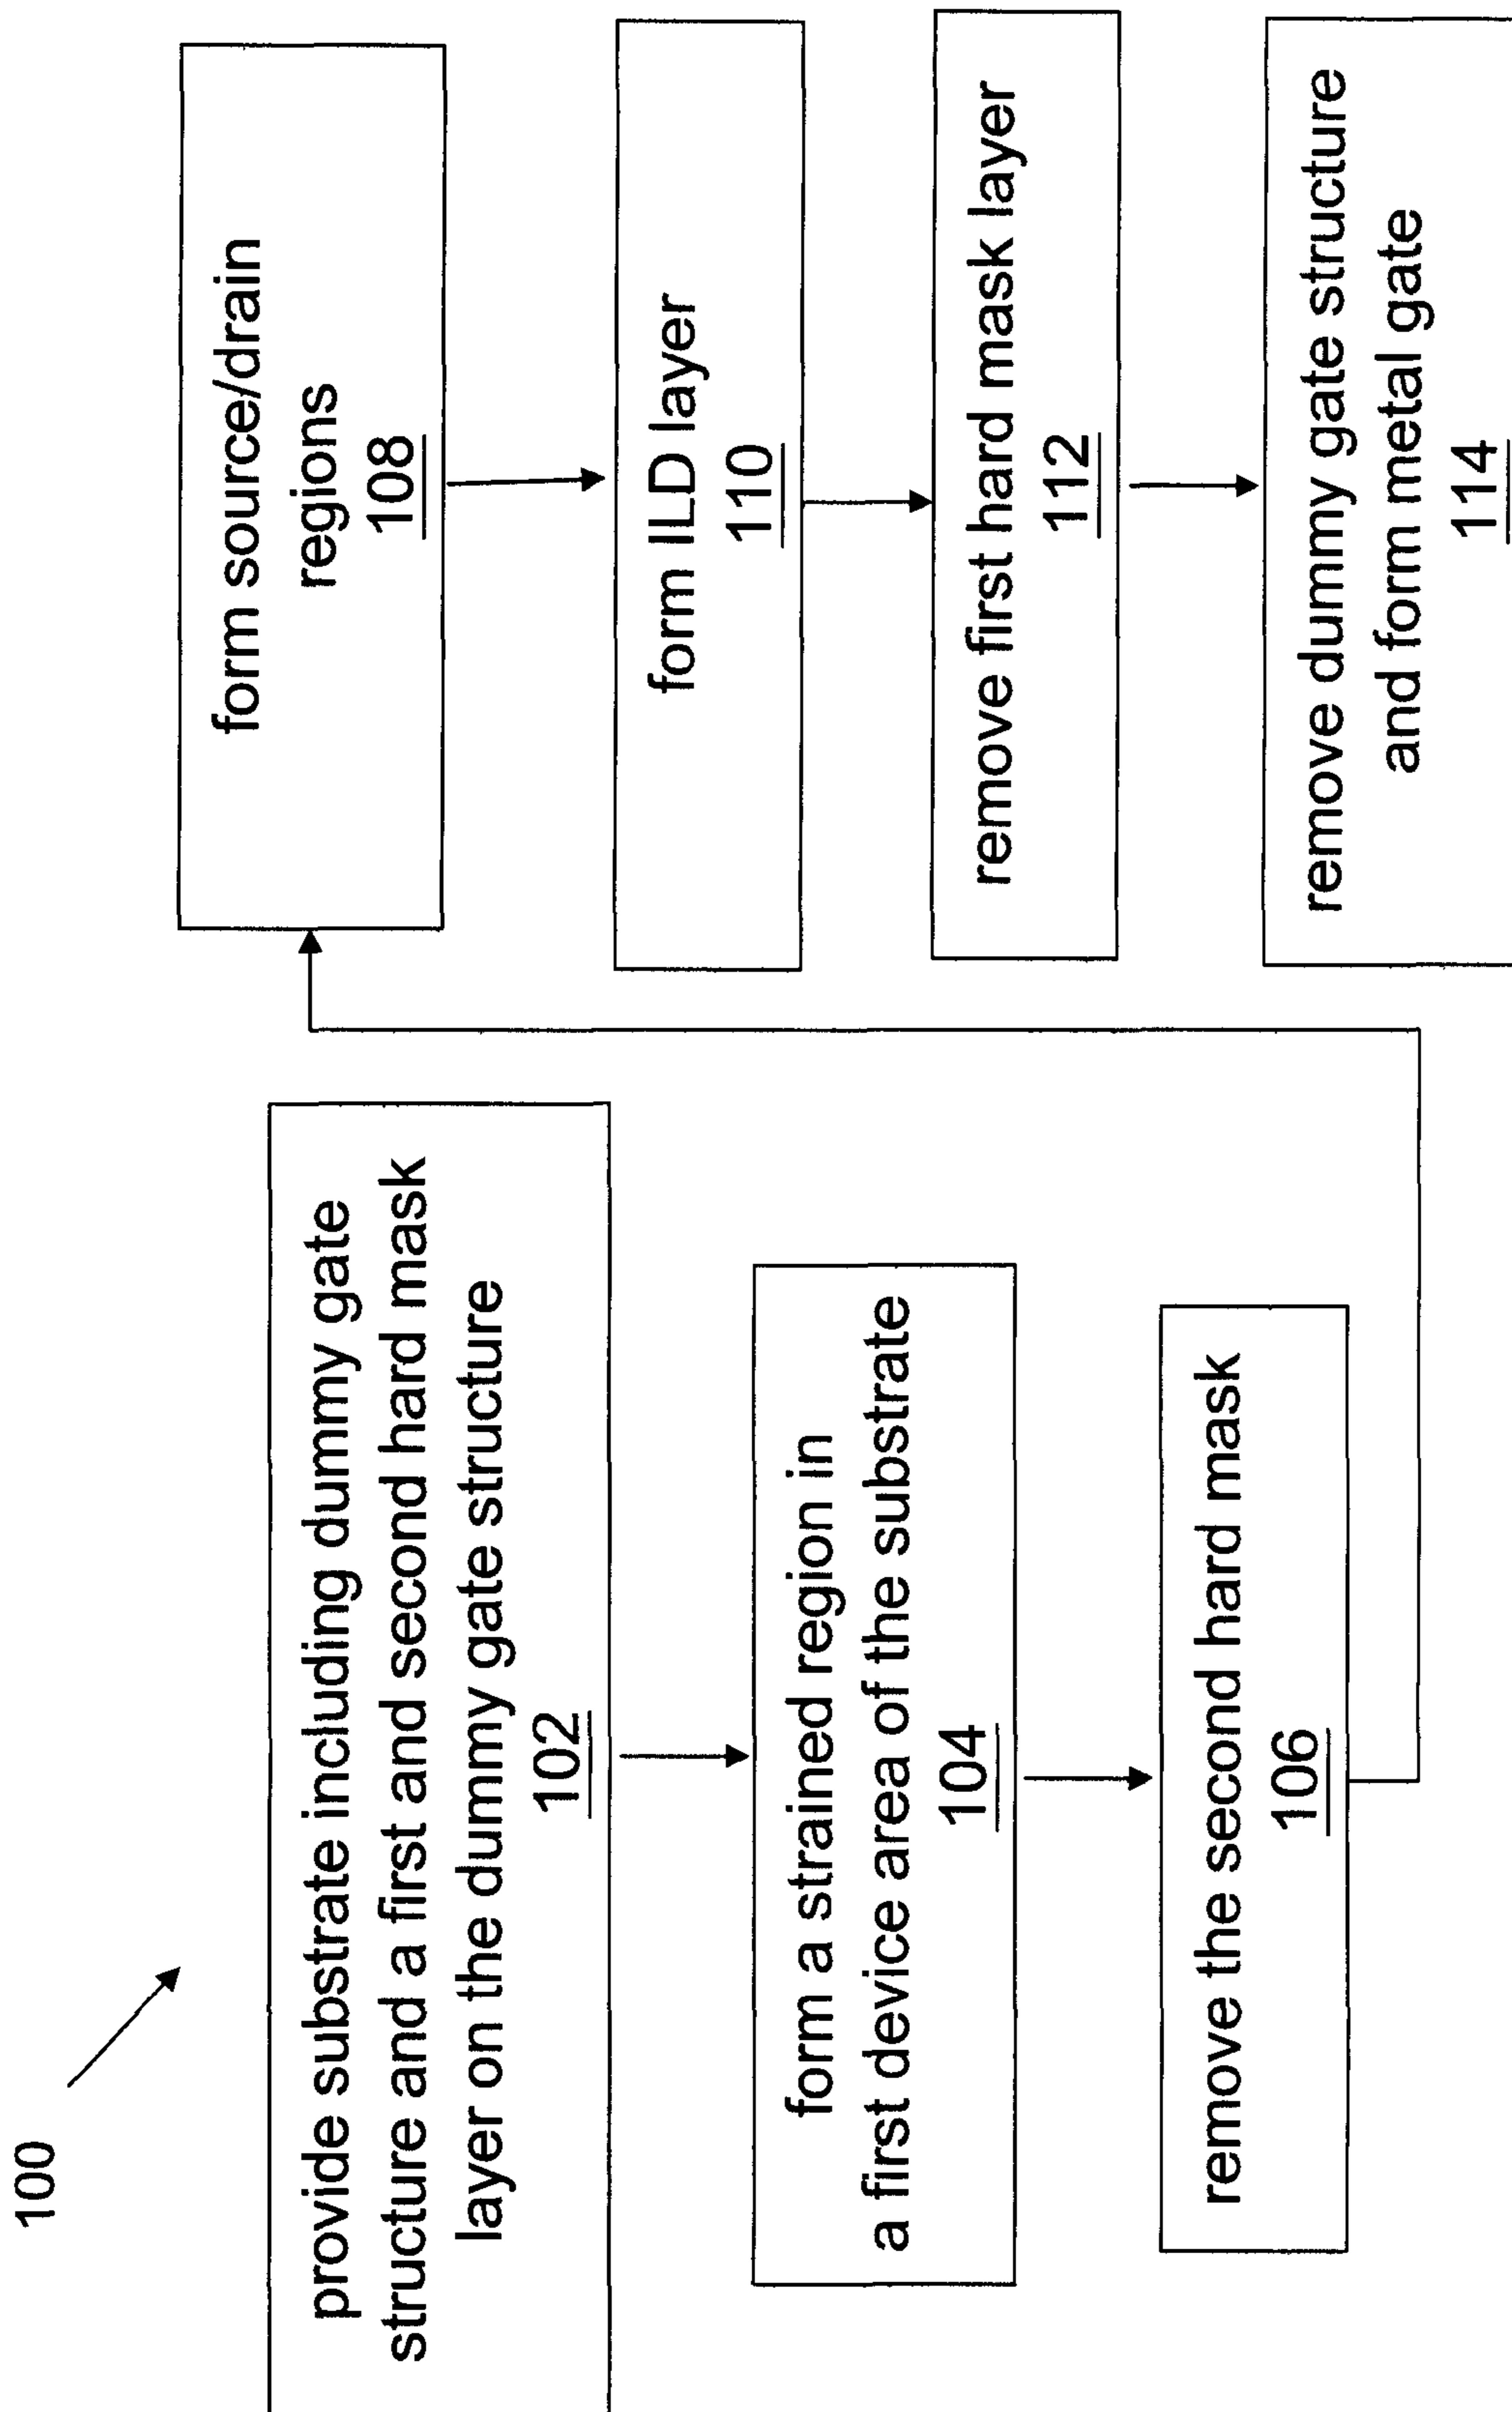 100
provide substrate including dummy gate
structure and a first and second hard mask
layer on the dummy gate structure
102
form a strained region in
a first device area of the substrate
104
remove the second hard mask
106
form source/drain
regions
108
form ILD layer
110
remove first hard mask layer
112
remove dummy gate structure
and form metal gate
114